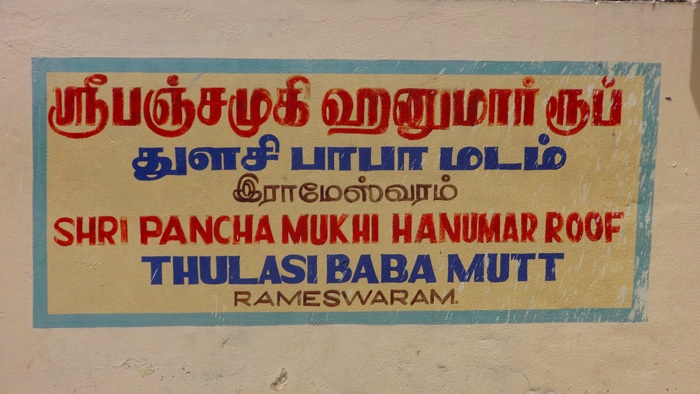 ஸ்ரீ பஞ்சமுகி ஹனுமார் ரூப்
துளசி பாபா மடம்
இராமேஸ்வரம்
SHRI PANCHA MUKHI HANUMAR ROOF
THULASI BABA MUTT
RAMESWARAM.